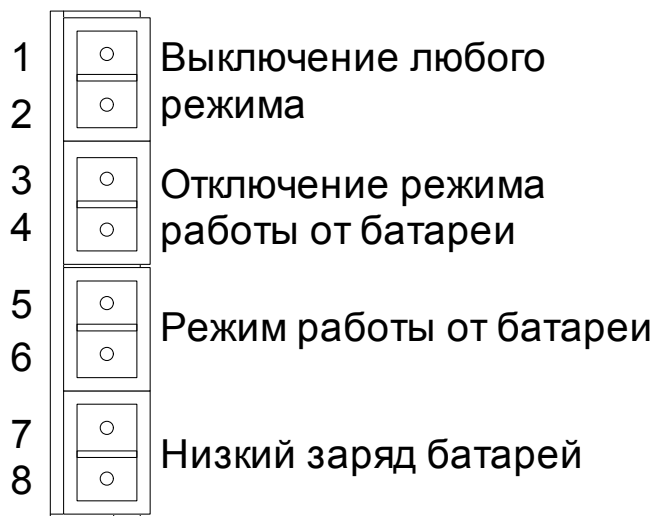 1
2
Выключение любого
режима
3
4
Отключение режима
работы от батареи
5
6
Режим работы от батареи
7
8
Низкий заряд батарей